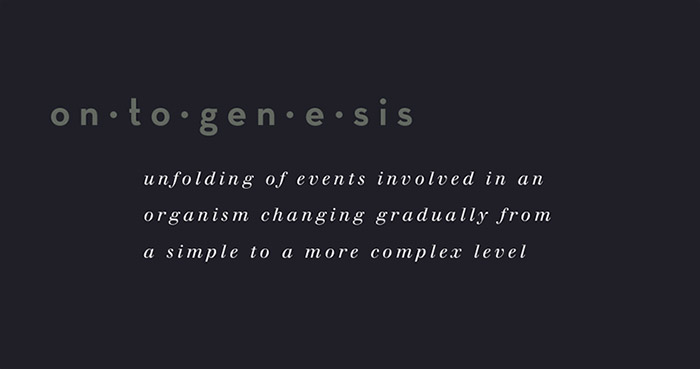 on·to·gen·e·sis
unfolding of events involved in an
organism changing gradually from
a simple to a more complex level